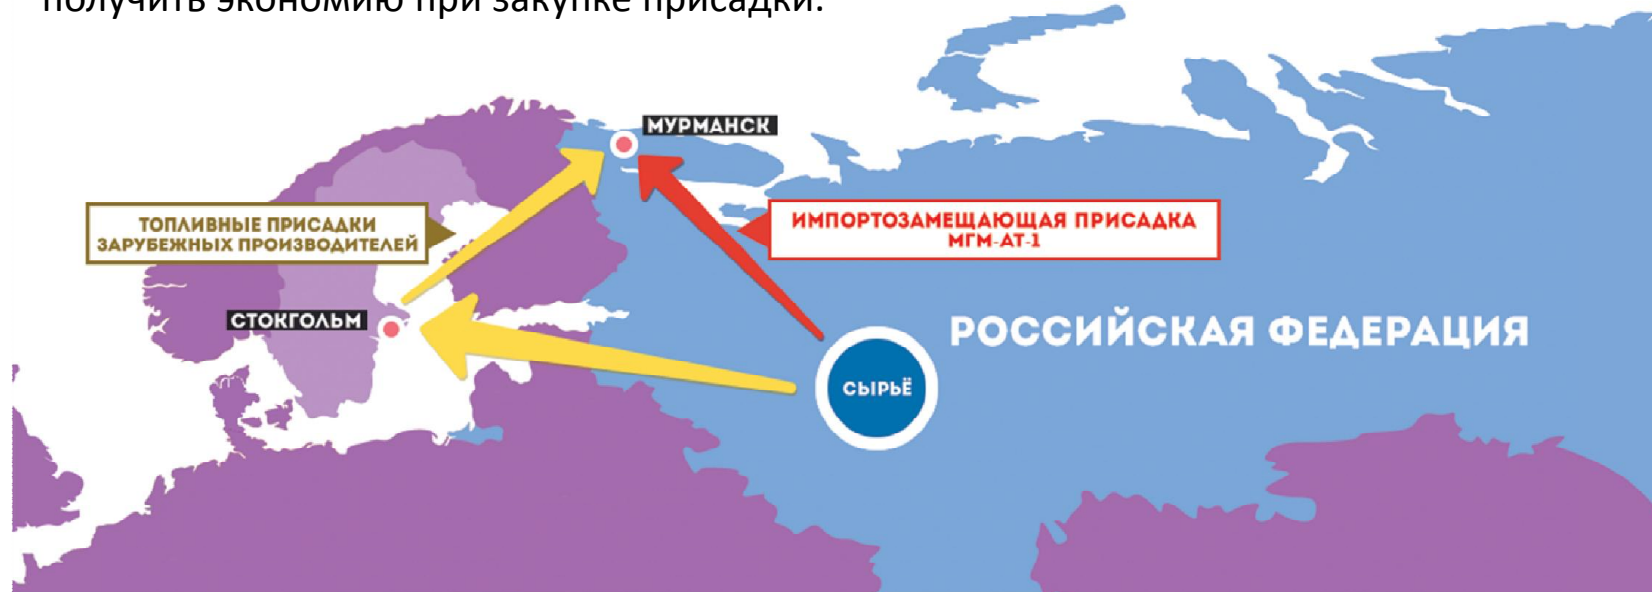 получить экономию при закупке присадки.
МУРМАНСК
ТОПЛИВНЫЕ ПРИСАДКИ
ЗАРУБЕЖНЫХ ПРОИЗВОДИТЕЛЕЙ
ИМПОРТОЗАМЕЩАЮЩАЯ ПРИСАДКА
МГМ-АТ-1
СТОКГОЛЬМ
РОССИЙСКАЯ ФЕДЕРАЦИЯ
СЫРЬЁ